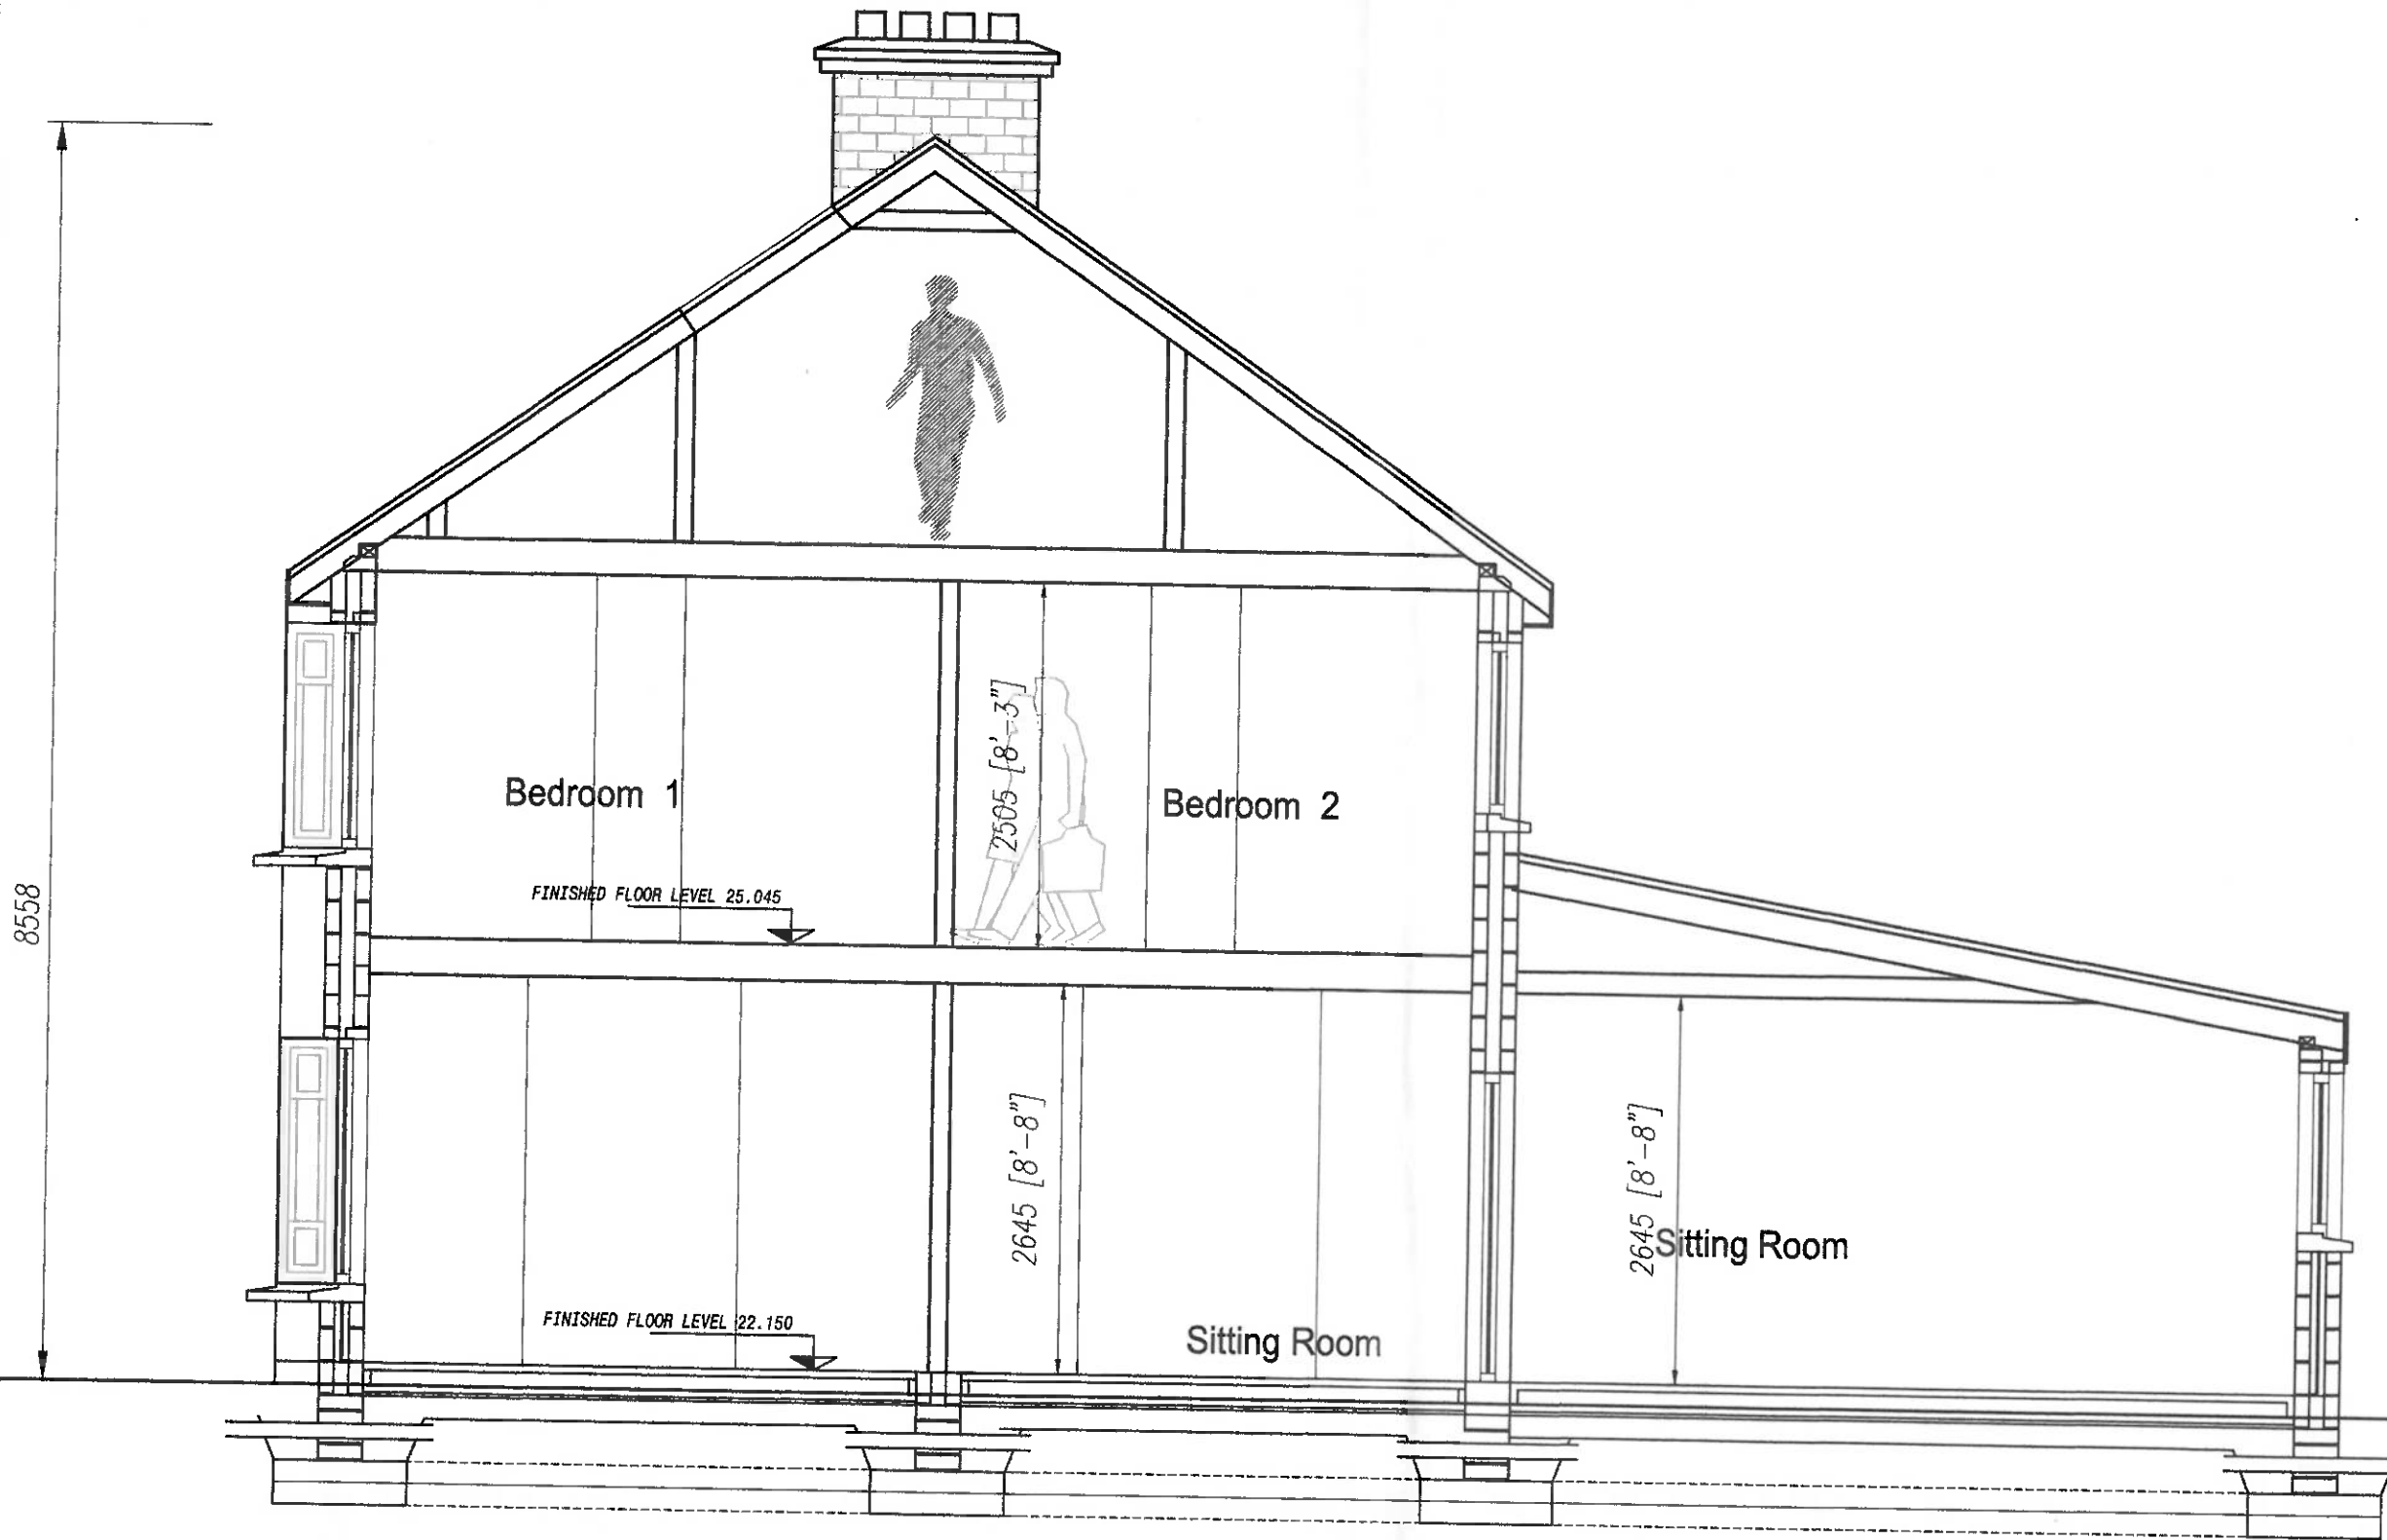 8558
2505 [8'-3"]
Bedroom 1
Bedroom 2
FINISHED FLOOR LEVEL 25.045
2645 [8'-8"]
2645 [8'-8"]
Sitting Room
FINISHED FLOOR LEVEL 22.150
Sitting Room